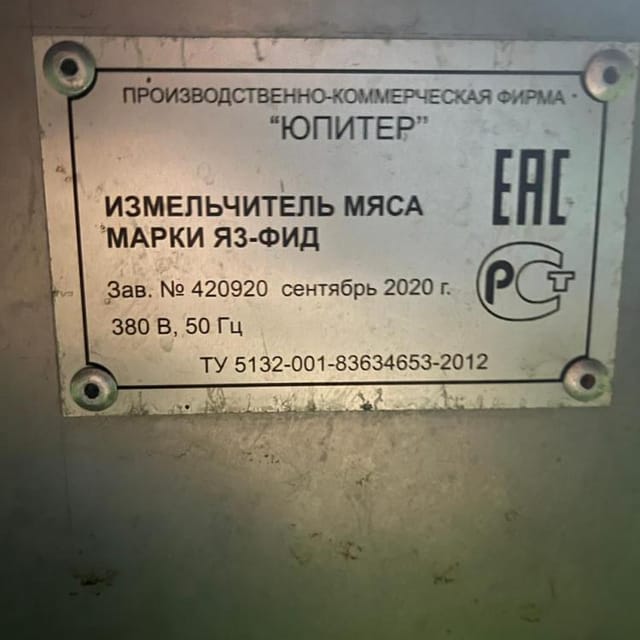 ПРОИЗВОДСТВЕННО-КОММЕРЧЕСКАЯ ФИРМА
"ЮПИТЕР"
EAC
ИЗМЕЛЬЧИТЕЛЬ МЯСА
МАРКИ ЯЗ-ФИД
РСТ
Зав. № 420920 сентябрь 2020 г.
380 В, 50 Гц
ТУ 5132-001-83634653-2012